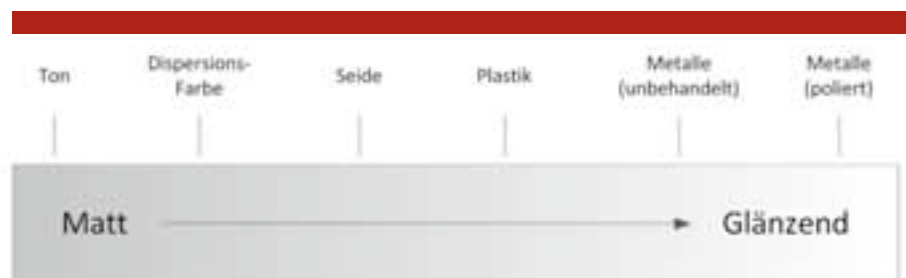 Ton
Dispersions-
Farbe
Seide
Plastik
Metalle
(unbehandelt)
Metalle
(poliert)
Matt
Glänzend